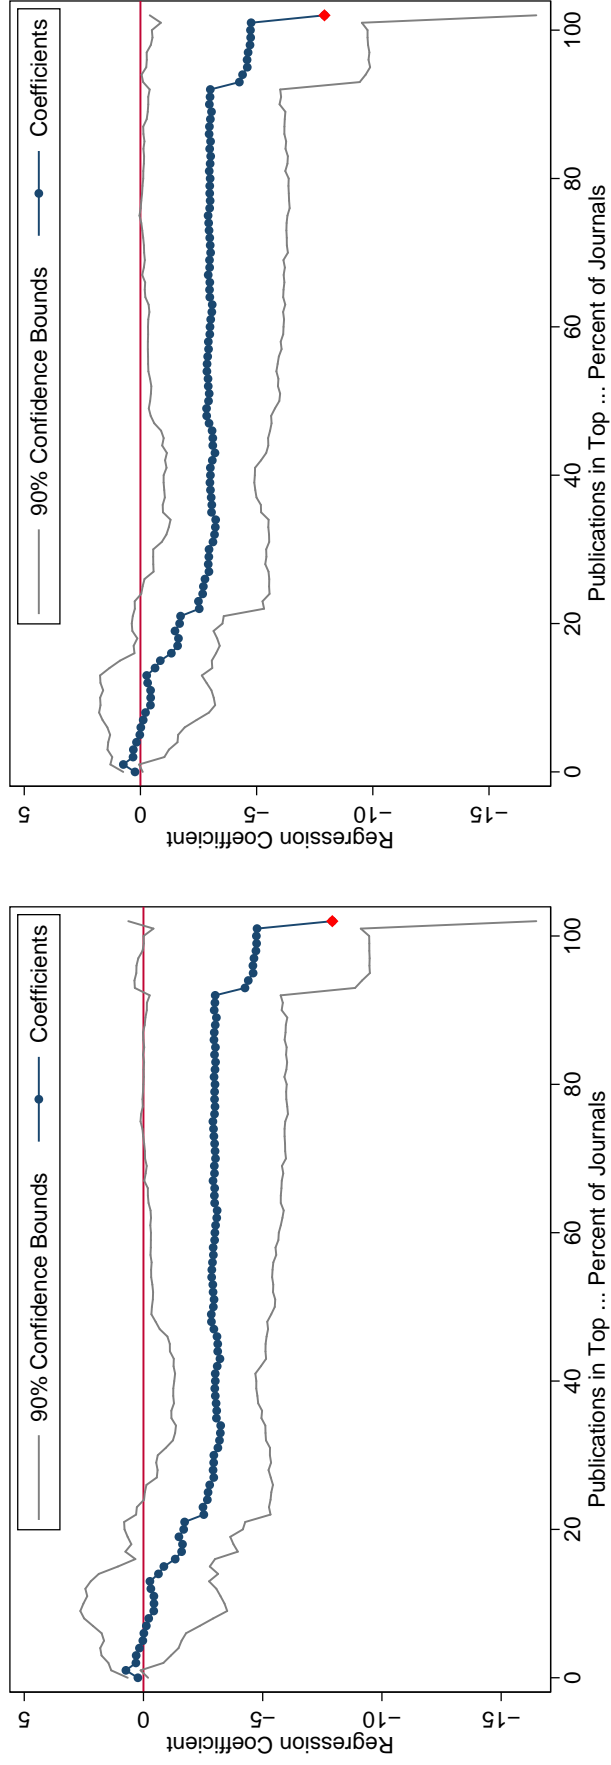 90% Confidence Bounds
Coefficients
5
0
−5
−10
−15
Regression Coefficient
0
20
40
60
80
100
Publications in Top ... Percent of Journals
90% Confidence Bounds
Coefficients
5
0
−5
−10
−15
Regression Coefficient
0
20
40
60
80
100
Publications in Top ... Percent of Journals